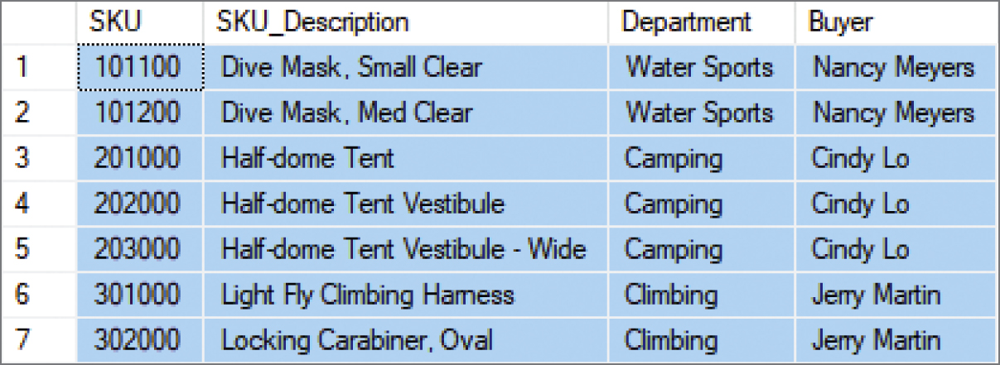 SKU SKU_Description Department Buyer
1 101100 Dive Mask, Small Clear Water Sports Nancy Meyers
2 101200 Dive Mask, Med Clear Water Sports Nancy Meyers
3 201000 Half-dome Tent Camping Cindy Lo
4 202000 Half-dome Tent Vestibule Camping Cindy Lo
5 203000 Half-dome Tent Vestibule - Wide Camping Cindy Lo
6 301000 Light Fly Climbing Harness Climbing Jerry Martin
7 302000 Locking Carabiner, Oval Climbing Jerry Martin